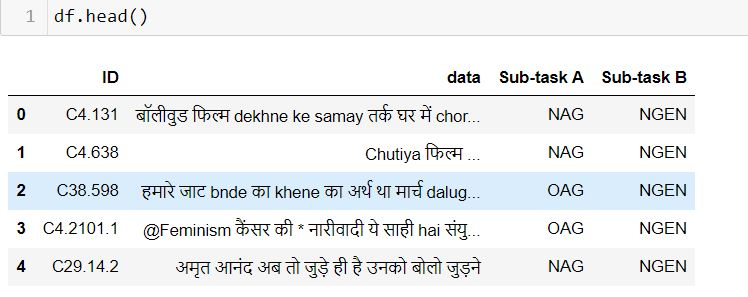 1 df.head()
ID data Sub-task A Sub-task B
0 C4.131 बॉलीवुड फिल्म dekhne ke samay तर्क घर में chor... NAG NGEN
1 C4.638 Chutiya फिल्म ... NAG NGEN
2 C38.598 हमारे जाट bnde का khene का अर्थ था मार्च dalug... OAG NGEN
3 C4.2101.1 @Feminism कैंसर की * नारीवादी ये साही hai संयु... OAG NGEN
4 C29.14.2 अमृत आनंद अब तो जुड़े ही है उनको बोलो जुड़ने NAG NGEN